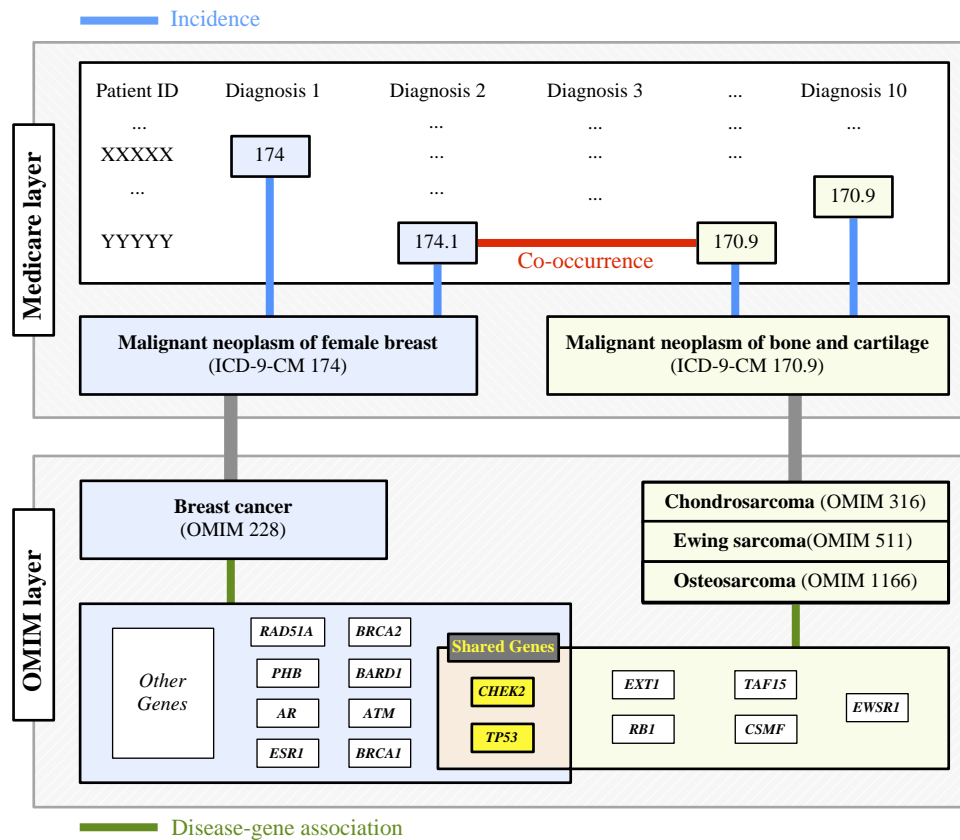 Incidence
Patient ID Diagnosis 1 Diagnosis 2 Diagnosis 3 ... Diagnosis 10
... ... ... ... ...
XXXXX 174 ... ... ...
... ... ... 170.9
YYYYY 174.1 170.9
Co-occurrence
Medicare layer
Malignant neoplasm of female breast
(ICD-9-CM 174)
Malignant neoplasm of bone and cartilage
(ICD-9-CM 170.9)
OMIM layer
Breast cancer
(OMIM 228)
Chondrosarcoma (OMIM 316)
Ewing sarcoma(OMIM 511)
Osteosarcoma (OMIM 1166)
Other
Genes
RAD51A BRCA2
PHB BARD1
AR ATM
ESR1 BRCA1
Shared Genes
CHEK2
TP53
EXT1 TAF15
EWSR1
RB1 CSMF
Disease-gene association